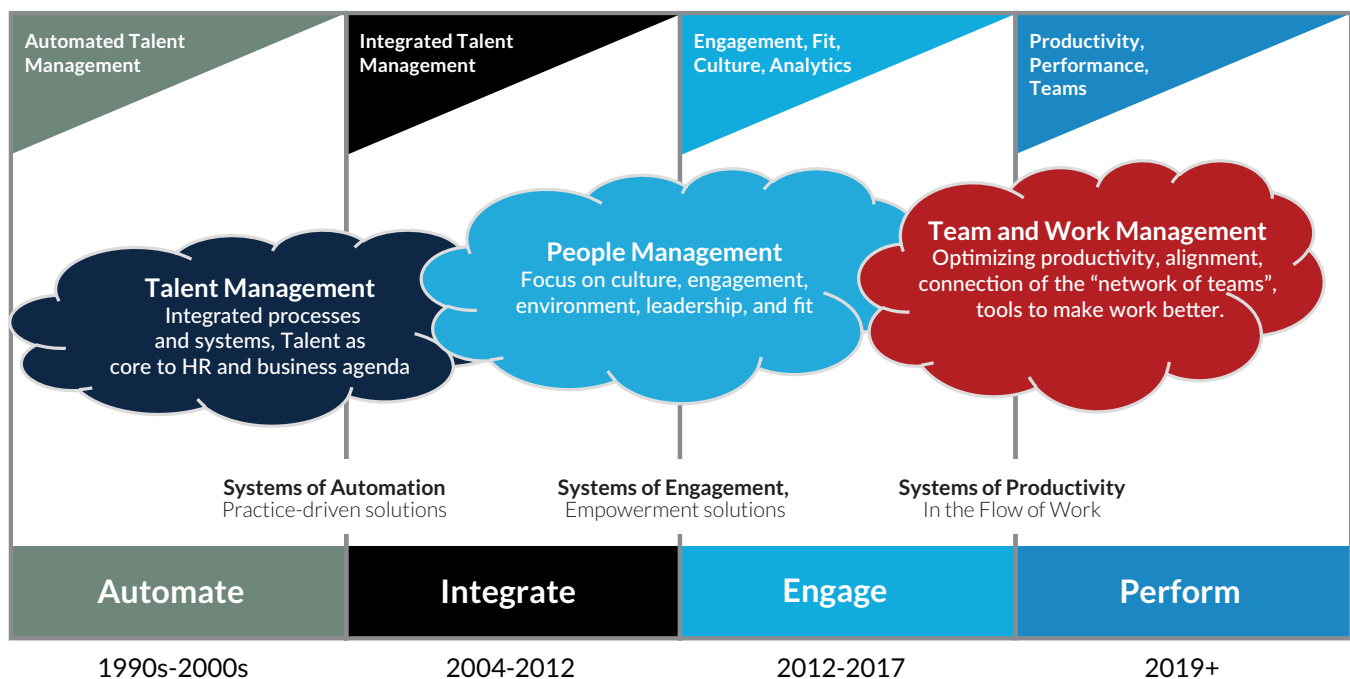 Automated Talent
Management
Integrated Talent
Management
Engagement, Fit,
Culture, Analytics
Productivity,
Performance,
Teams
Talent Management
Integrated processes
and systems, Talent as
core to HR and business agenda
People Management
Focus on culture, engagement,
environment, leadership, and fit
Team and Work Management
Optimizing productivity, alignment,
connection of the “network of teams”,
tools to make work better.
Systems of Automation
Practice-driven solutions
Systems of Engagement,
Empowerment solutions
Systems of Productivity
In the Flow of Work
Automate
Integrate
Engage
Perform
1990s-2000s
2004-2012
2012-2017
2019+